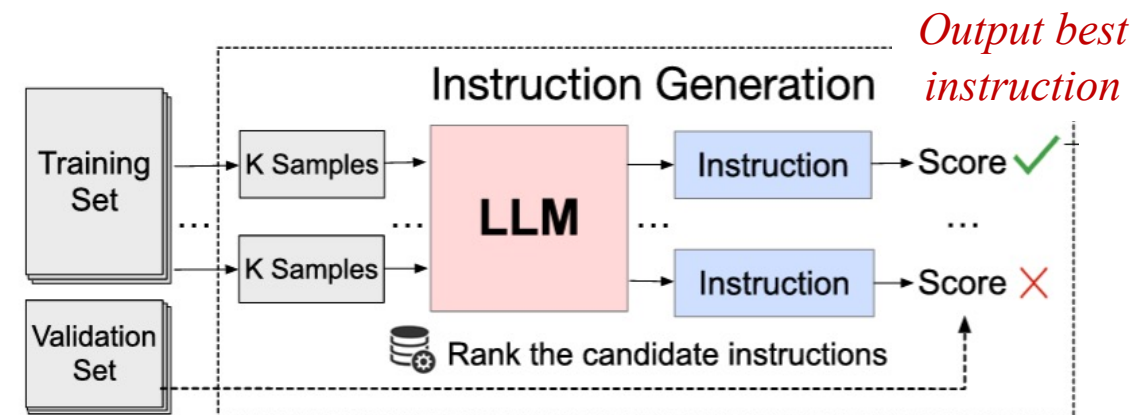 Output best
instruction
Instruction Generation
Training
Set
K Samples
LLM
Instruction
Score
...
...
...
...
K Samples
Instruction
Score
Validation
Set
Rank the candidate instructions